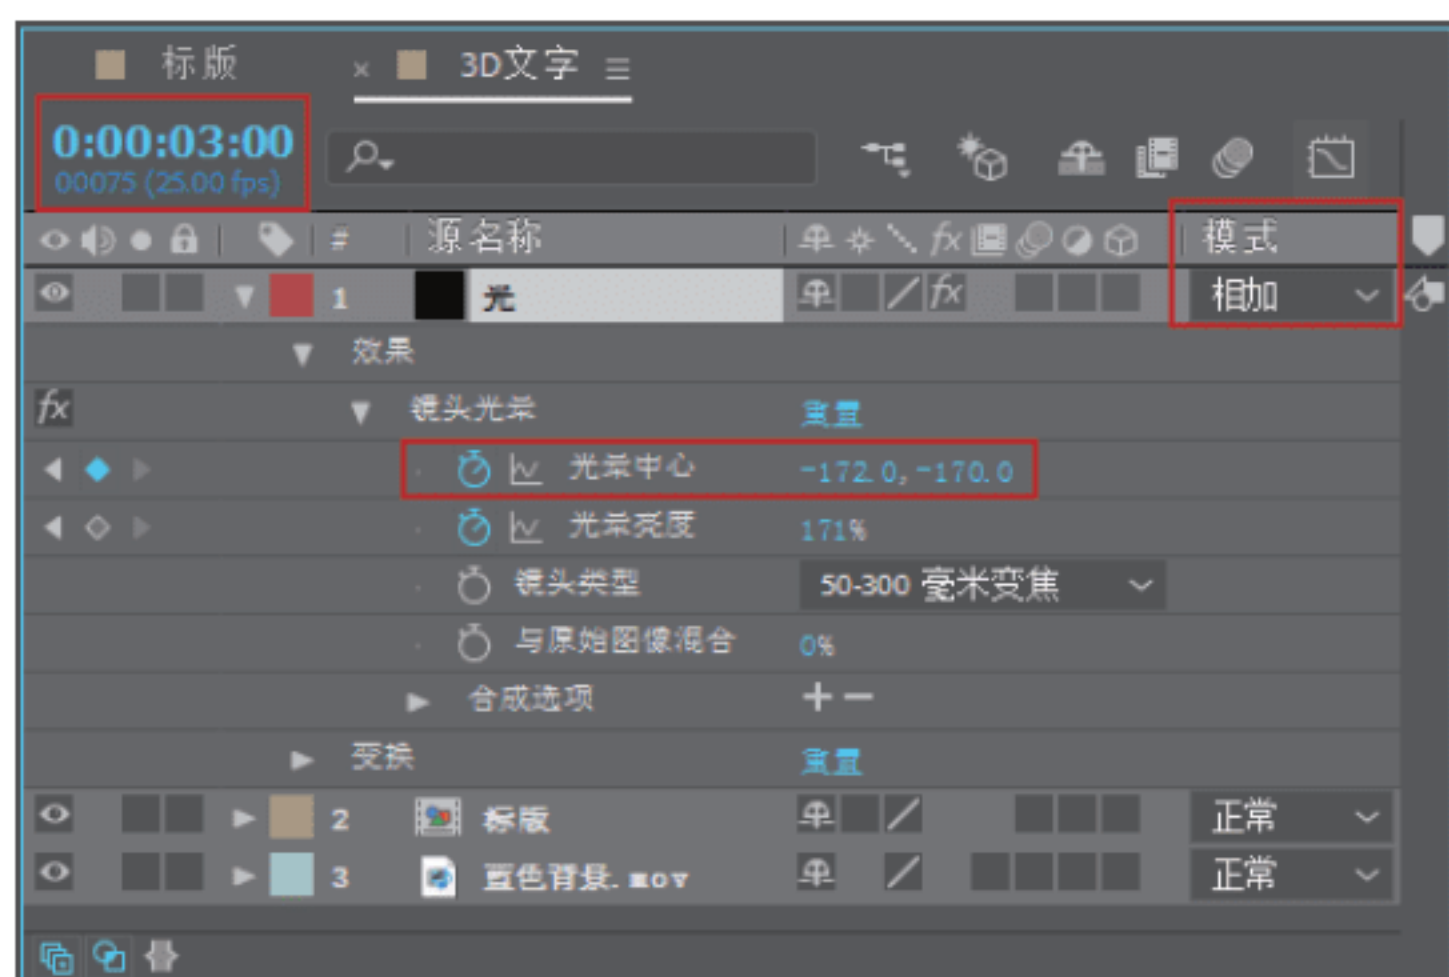 标版 × 3D文字
0:00:03:00
00075 (25.00 fps)
# 源名称 fx 模式
1 光 fx 相加
效果
fx 镜头光晕 重置
光晕中心 -172.0,-170.0
光晕亮度 171%
镜头类型 50-300 毫米变焦
与原始图像混合 0%
合成选项 + -
变换 重置
2 标版 正常
3 蓝色背景.mov 正常